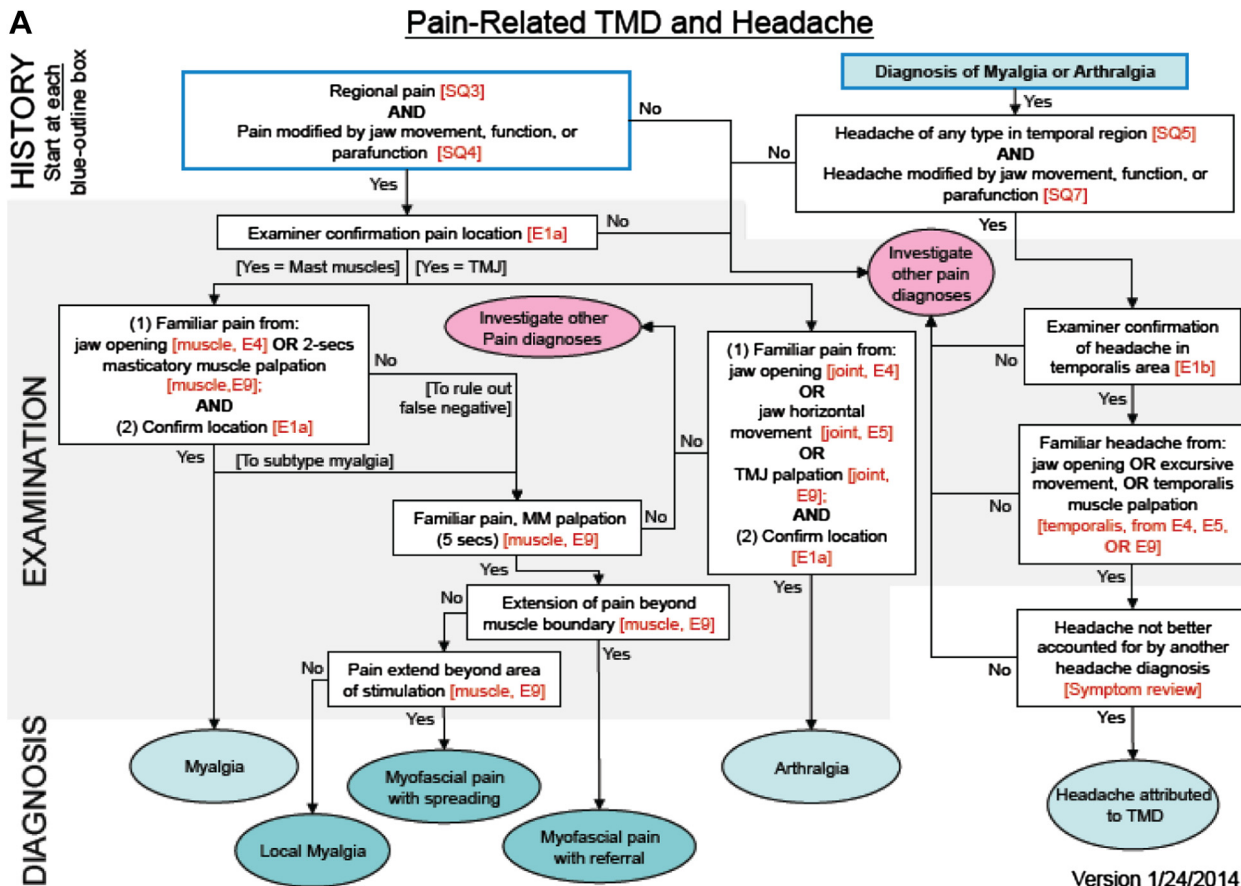 A
Pain-Related TMD and Headache
HISTORY
Start at each
blue-outline box
Regional pain [SQ3]
AND
Pain modified by jaw movement, function, or
parafunction [SQ4]
No
Yes
Diagnosis of Myalgia or Arthralgia
Yes
Headache of any type in temporal region [SQ5]
AND
Headache modified by jaw movement, function, or
parafunction [SQ7]
No
Yes
EXAMINATION
Examiner confirmation pain location [E1a]
No
[Yes = Mast muscles]
[Yes = TMJ]
Investigate
other pain
diagnoses
(1) Familiar pain from:
jaw opening [muscle, E4] OR 2-secs
masticatory muscle palpation
[muscle,E9];
AND
(2) Confirm location [E1a]
No
[To rule out
false negative]
Yes
[To subtype myalgia]
Investigate other
Pain diagnoses
(1) Familiar pain from:
jaw opening [joint, E4]
OR
jaw horizontal
movement [joint, E5]
OR
TMJ palpation [joint,
E9];
AND
(2) Confirm location
[E1a]
No
Yes
Examiner confirmation
of headache in
temporalis area [E1b]
No
Yes
Familiar headache from:
jaw opening OR excursive
movement, OR temporalis
muscle palpation
[temporalis, from E4, E5,
OR E9]
No
Yes
Familiar pain, MM palpation
(5 secs) [muscle, E9]
No
Yes
Extension of pain beyond
muscle boundary [muscle, E9]
No
Yes
Pain extend beyond area
of stimulation [muscle, E9]
No
Yes
Headache not better
accounted for by another
headache diagnosis
[Symptom review]
No
Yes
DIAGNOSIS
Myalgia
Local Myalgia
Myofascial pain
with spreading
Myofascial pain
with referral
Arthralgia
Headache attributed
to TMD
Version 1/24/2014